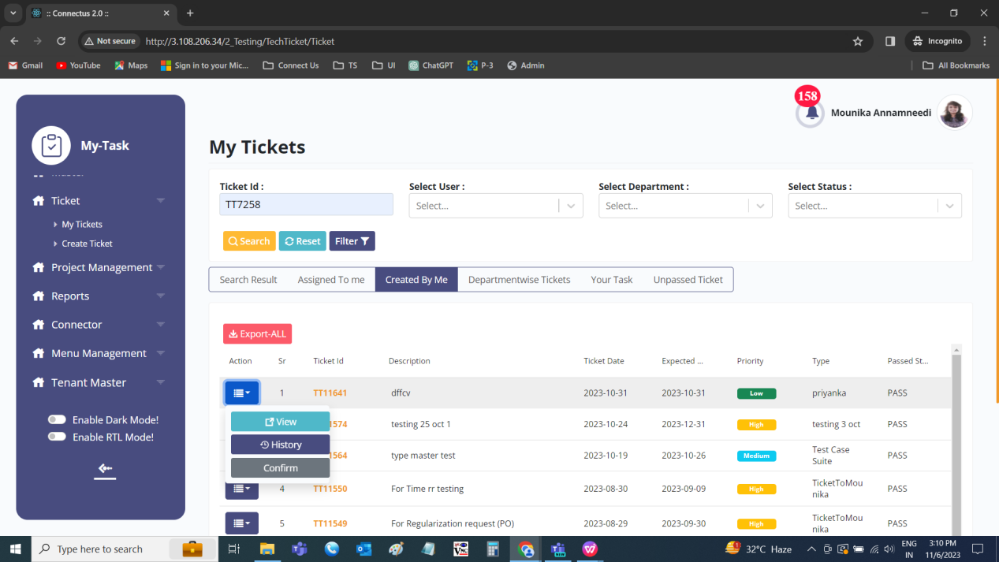 :: Connectus 2.0 ::
Not secure
http://3.108.206.34/2_Testing/TechTicket/Ticket
Incognito
Gmail
YouTube
Maps
Sign in to your Mic...
Connect Us
TS
UI
ChatGPT
P-3
Admin
All Bookmarks
My-Task
Ticket
My Tickets
Create Ticket
Project Management
Reports
Connector
Menu Management
Tenant Master
Enable Dark Mode!
Enable RTL Mode!
158
Mounika Annamneedi
My Tickets
Ticket Id : Select User : Select Department : Select Status :
TT7258 Select... Select... Select...
Search Reset Filter
Search Result Assigned To me Created By Me Departmentwise Tickets Your Task Unpassed Ticket
Export-ALL
Action Sr Ticket Id Description Ticket Date Expected ... Priority Type Passed St...
1 TT11641 dffcv 2023-10-31 2023-10-31 Low priyanka PASS
View
History
Confirm
1574 testing 25 oct 1 2023-10-24 2023-12-31 High testing 3 oct PASS
1564 type master test 2023-10-19 2023-10-26 Medium Test Case
Suite PASS
4 TT11550 For Time rr testing 2023-08-30 2023-09-09 High TicketToMou
nika PASS
5 TT11549 For Regularization request (PO) 2023-08-29 2023-09-30 High TicketToMou
nika PASS
Type here to search
32°C Haze
ENG
IN
3:10 PM
11/6/2023